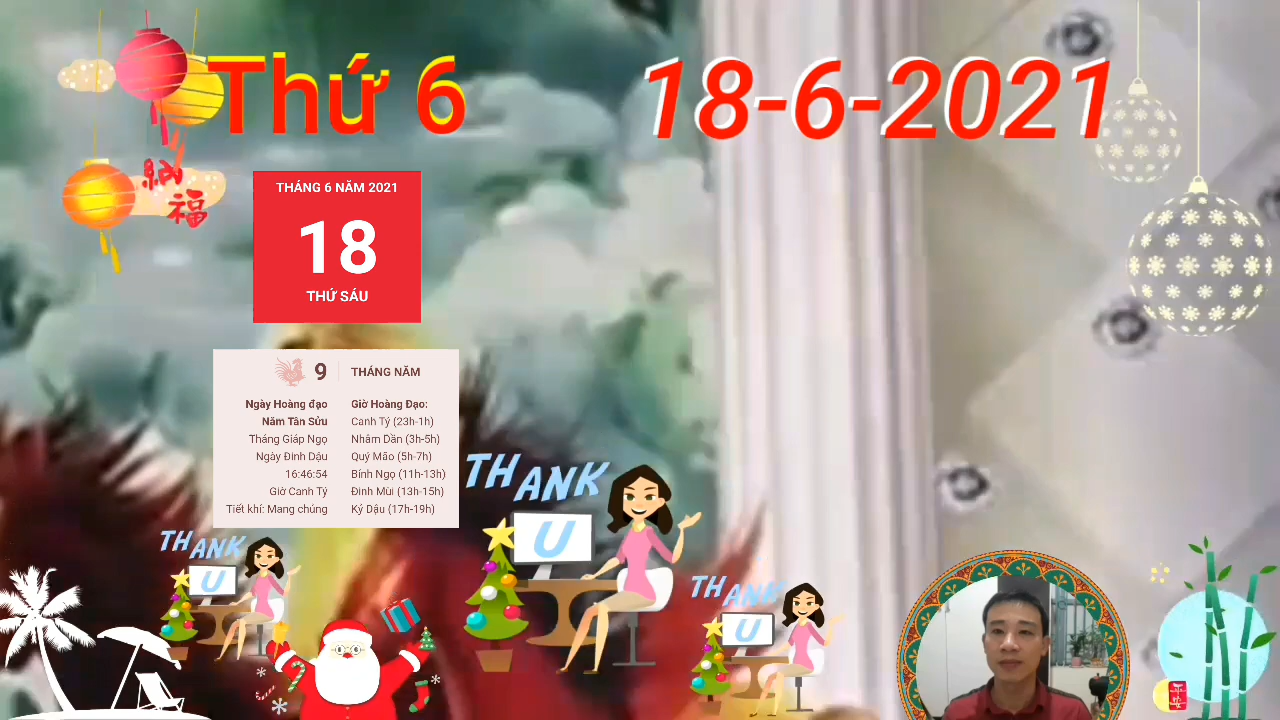 Thứ 6
18-6-2021
福
THÁNG 6 NĂM 2021
18
THỨ SÁU
9 THÁNG NĂM
Ngày Hoàng đạo
Năm Tân Sửu
Tháng Giáp Ngọ
Ngày Đinh Dậu
16:46:54
Giờ Canh Tý
Tiết khí: Mang chủng
Giờ Hoàng Đạo:
Canh Tý (23h-1h)
Nhâm Dần (3h-5h)
Quý Mão (5h-7h)
Bính Ngọ (11h-13h)
Đinh Mùi (13h-15h)
Kỷ Dậu (17h-19h)
THANK
U
THANK
U
THANK
U